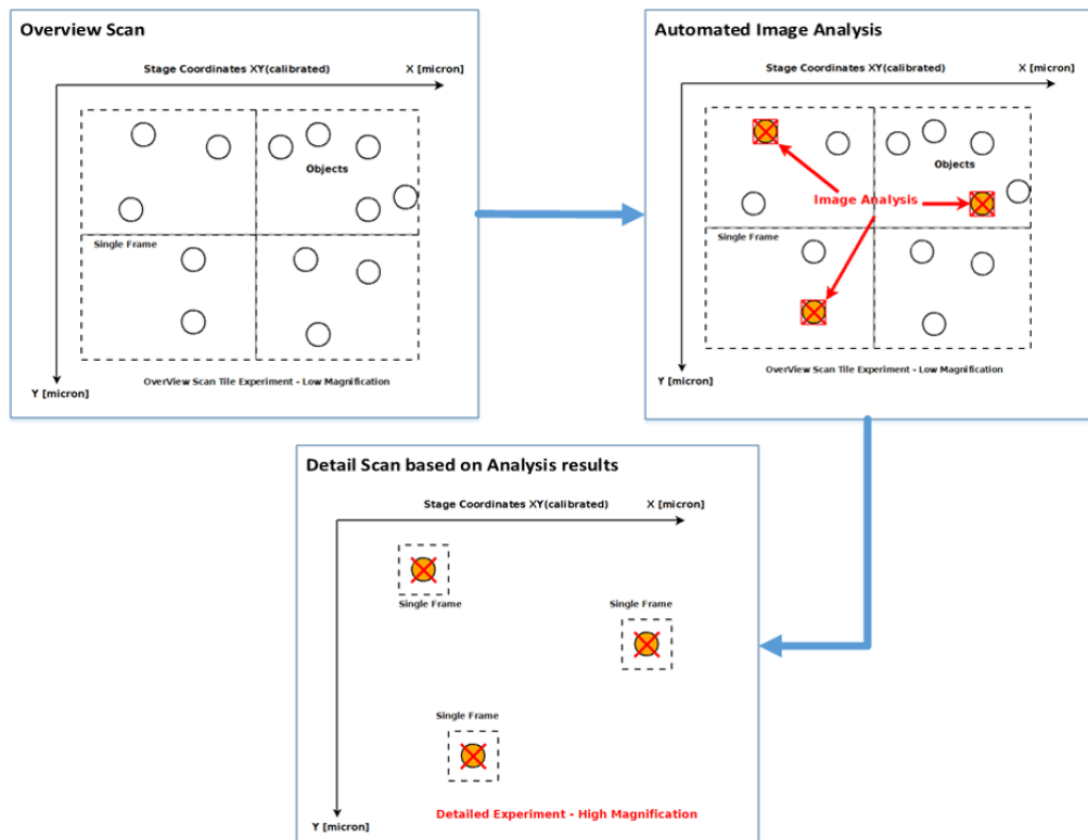 Overview Scan
Stage Coordinates XY(calibrated)
X [micron]
Objects
Single Frame
OverView Scan Tile Experiment - Low Magnification
Y [micron]
Automated Image Analysis
Stage Coordinates XY(calibrated)
X [micron]
Objects
Image Analysis
Single Frame
OverView Scan Tile Experiment - Low Magnification
Y [micron]
Detail Scan based on Analysis results
Stage Coordinates XY(calibrated)
X [micron]
Single Frame
Single Frame
Single Frame
Detailed Experiment - High Magnification
Y [micron]